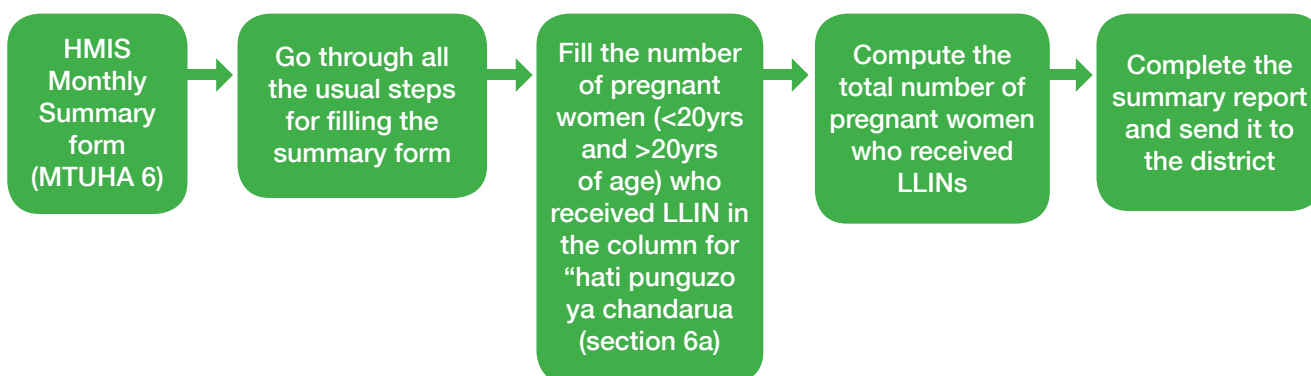 HMIS
Monthly
Summary
form
(MTUHA 6)
Go through all
the usual steps
for filling the
summary form
Fill the number
of pregnant
women (<20yrs
and >20yrs
of age) who
received LLIN in
the column for
“hati punguzo
ya chandarua
(section 6a)
Compute the
total number of
pregnant women
who received
LLINs
Complete the
summary report
and send it to
the district